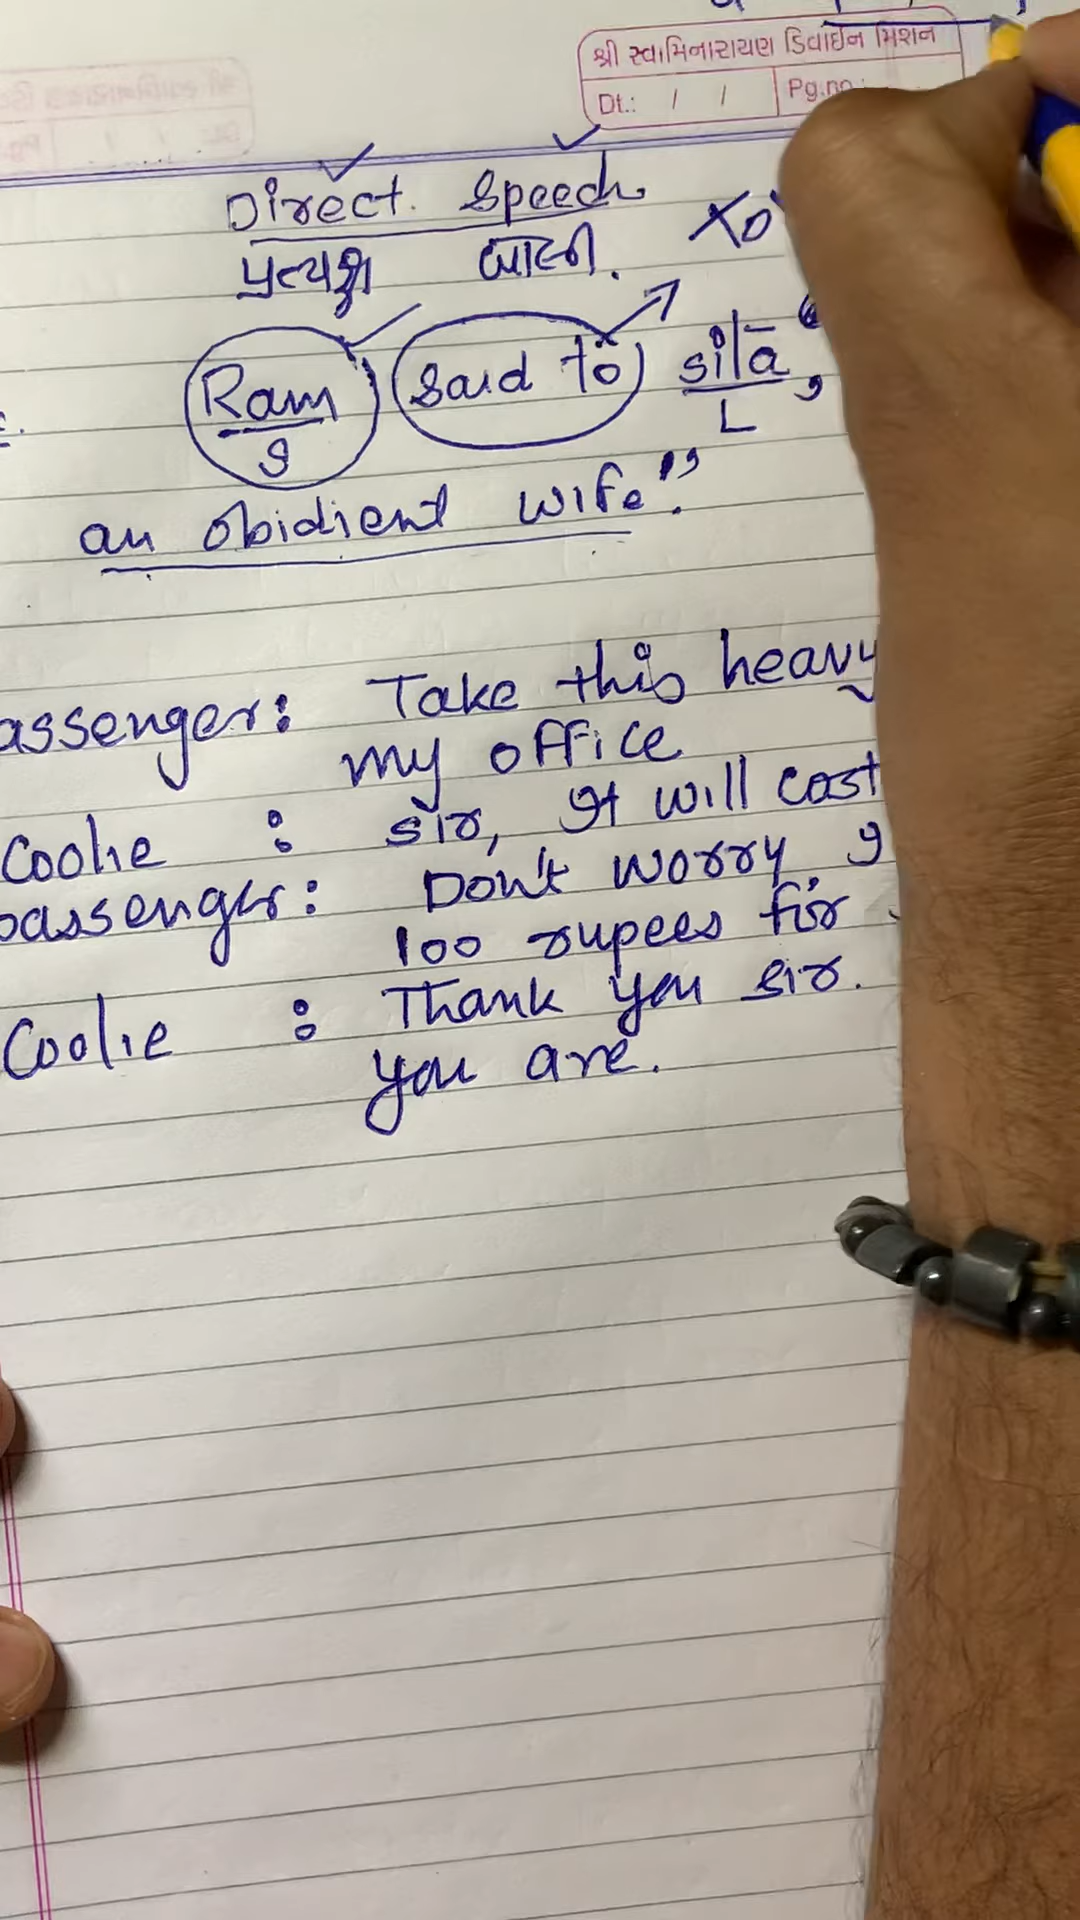 શ્રી સ્વામિનારાયણ ડિવાઈન મિશન
Dt.: / / Pg.no.:
Direct Speech
प्रत्यक्ष
Ram said to sita, “
an obidient wife”.
assenger: Take this heavy
my office
Coolie : sir, It will cost
passenger: Don't worry, I
100 rupees for
Coolie : Thank you sir.
you are.